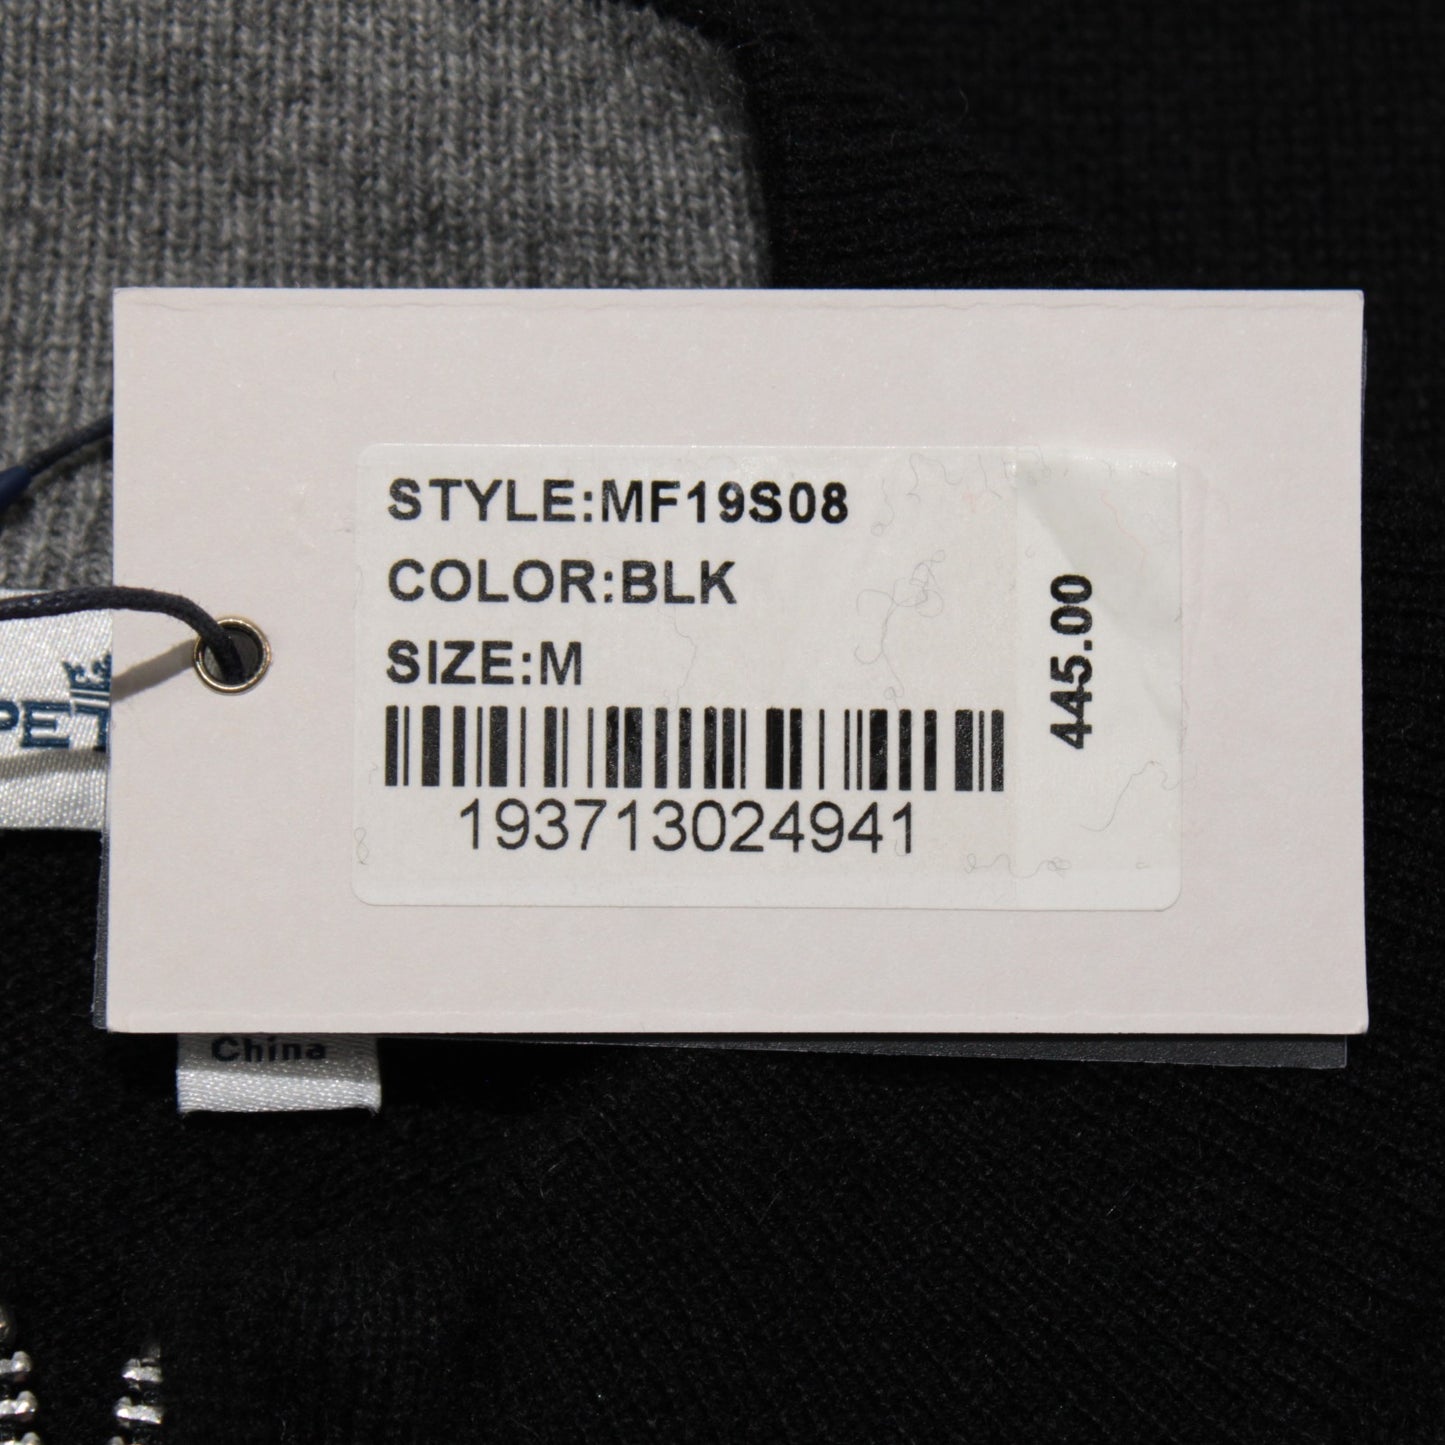 STYLE:MF19S08
COLOR:BLK
SIZE:M
193713024941
445.00
China